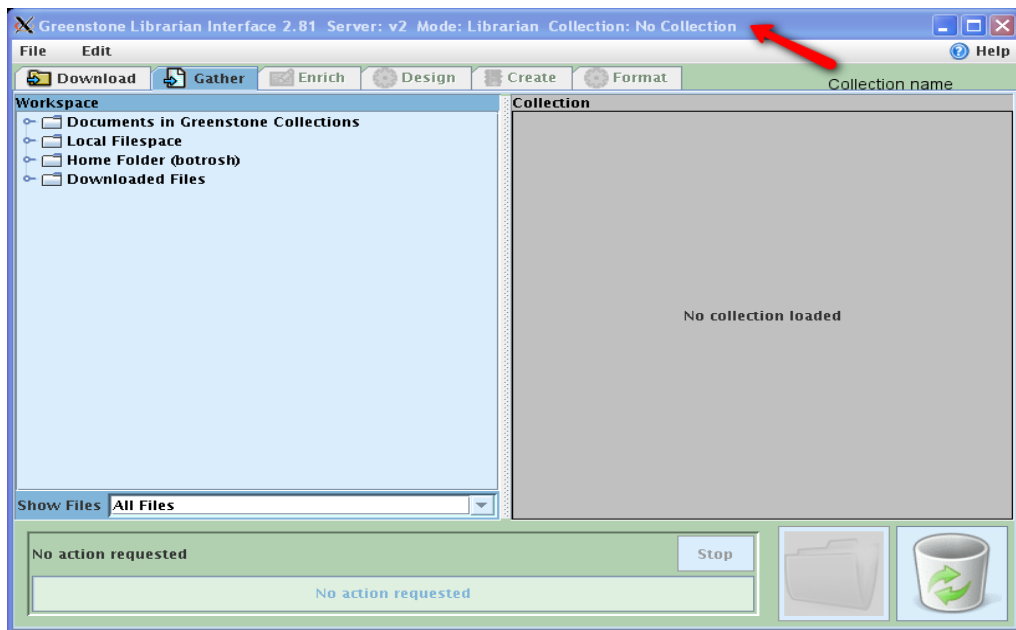 Greenstone Librarian Interface 2.81 Server: v2 Mode: Librarian Collection: No Collection
File Edit Help
Download Gather Enrich Design Create Format
Collection name
Workspace
Collection
Documents in Greenstone Collections
Local Filespace
Home Folder (botrosh)
Downloaded Files
No collection loaded
Show Files All Files
No action requested
Stop
No action requested